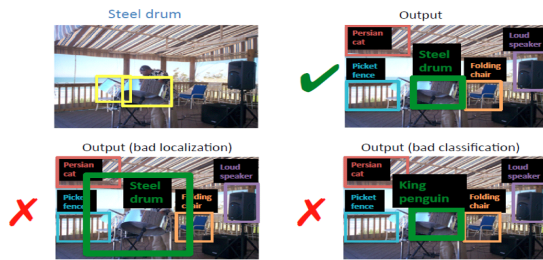 Steel drum
Output
Persian
cat
Loud
speaker
Steel
drum
Picket
fence
Folding
chair
Output (bad localization)
Output (bad classification)
Persian
cat
Loud
speaker
Steel
drum
Picket
fence
Folding
chair
Persian
cat
Loud
speaker
King
penguin
Picket
fence
Folding
chair